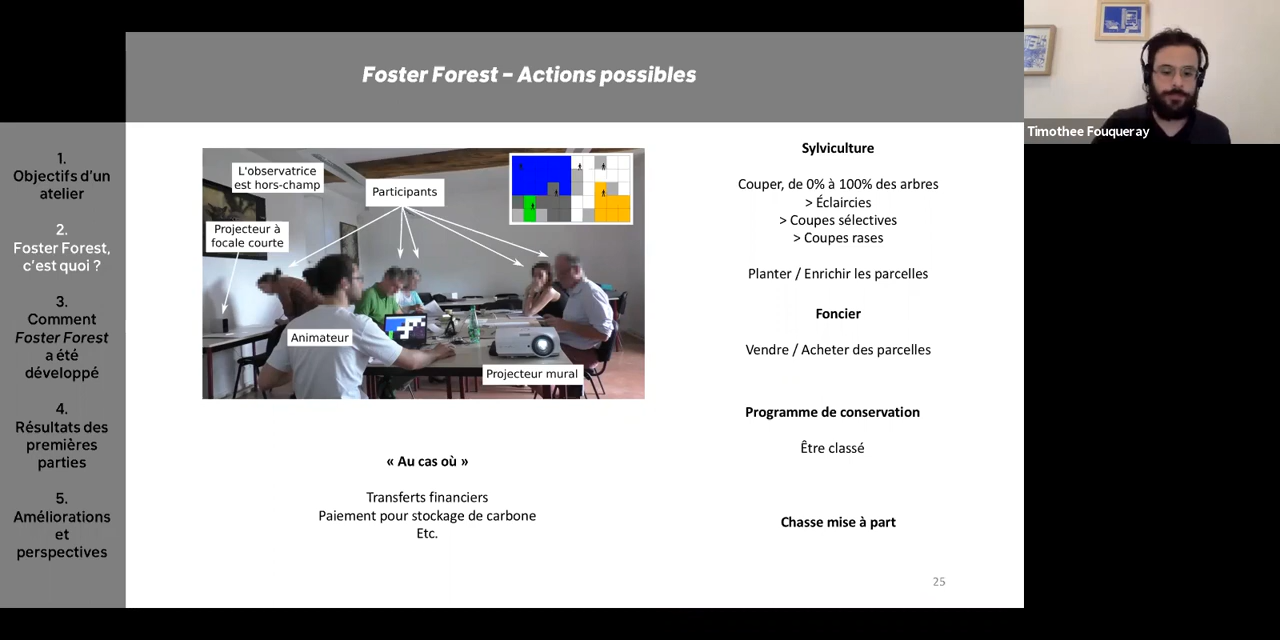 Foster Forest – Actions possibles
Timothee Fouqueray
1.
Objectifs d'un
atelier
2.
Foster Forest,
c'est quoi ?
3.
Comment
Foster Forest
a été
développé
4.
Résultats des
premières
parties
5.
Améliorations
et
perspectives
L'observatrice
est hors-champ
Participants
Projecteur à
focale courte
Animateur
Projecteur mural
« Au cas où »
Transferts financiers
Paiement pour stockage de carbone
Etc.
Sylviculture
Couper, de 0% à 100% des arbres
> Éclaircies
> Coupes sélectives
> Coupes rases
Planter / Enrichir les parcelles
Foncier
Vendre / Acheter des parcelles
Programme de conservation
Être classé
Chasse mise à part
25